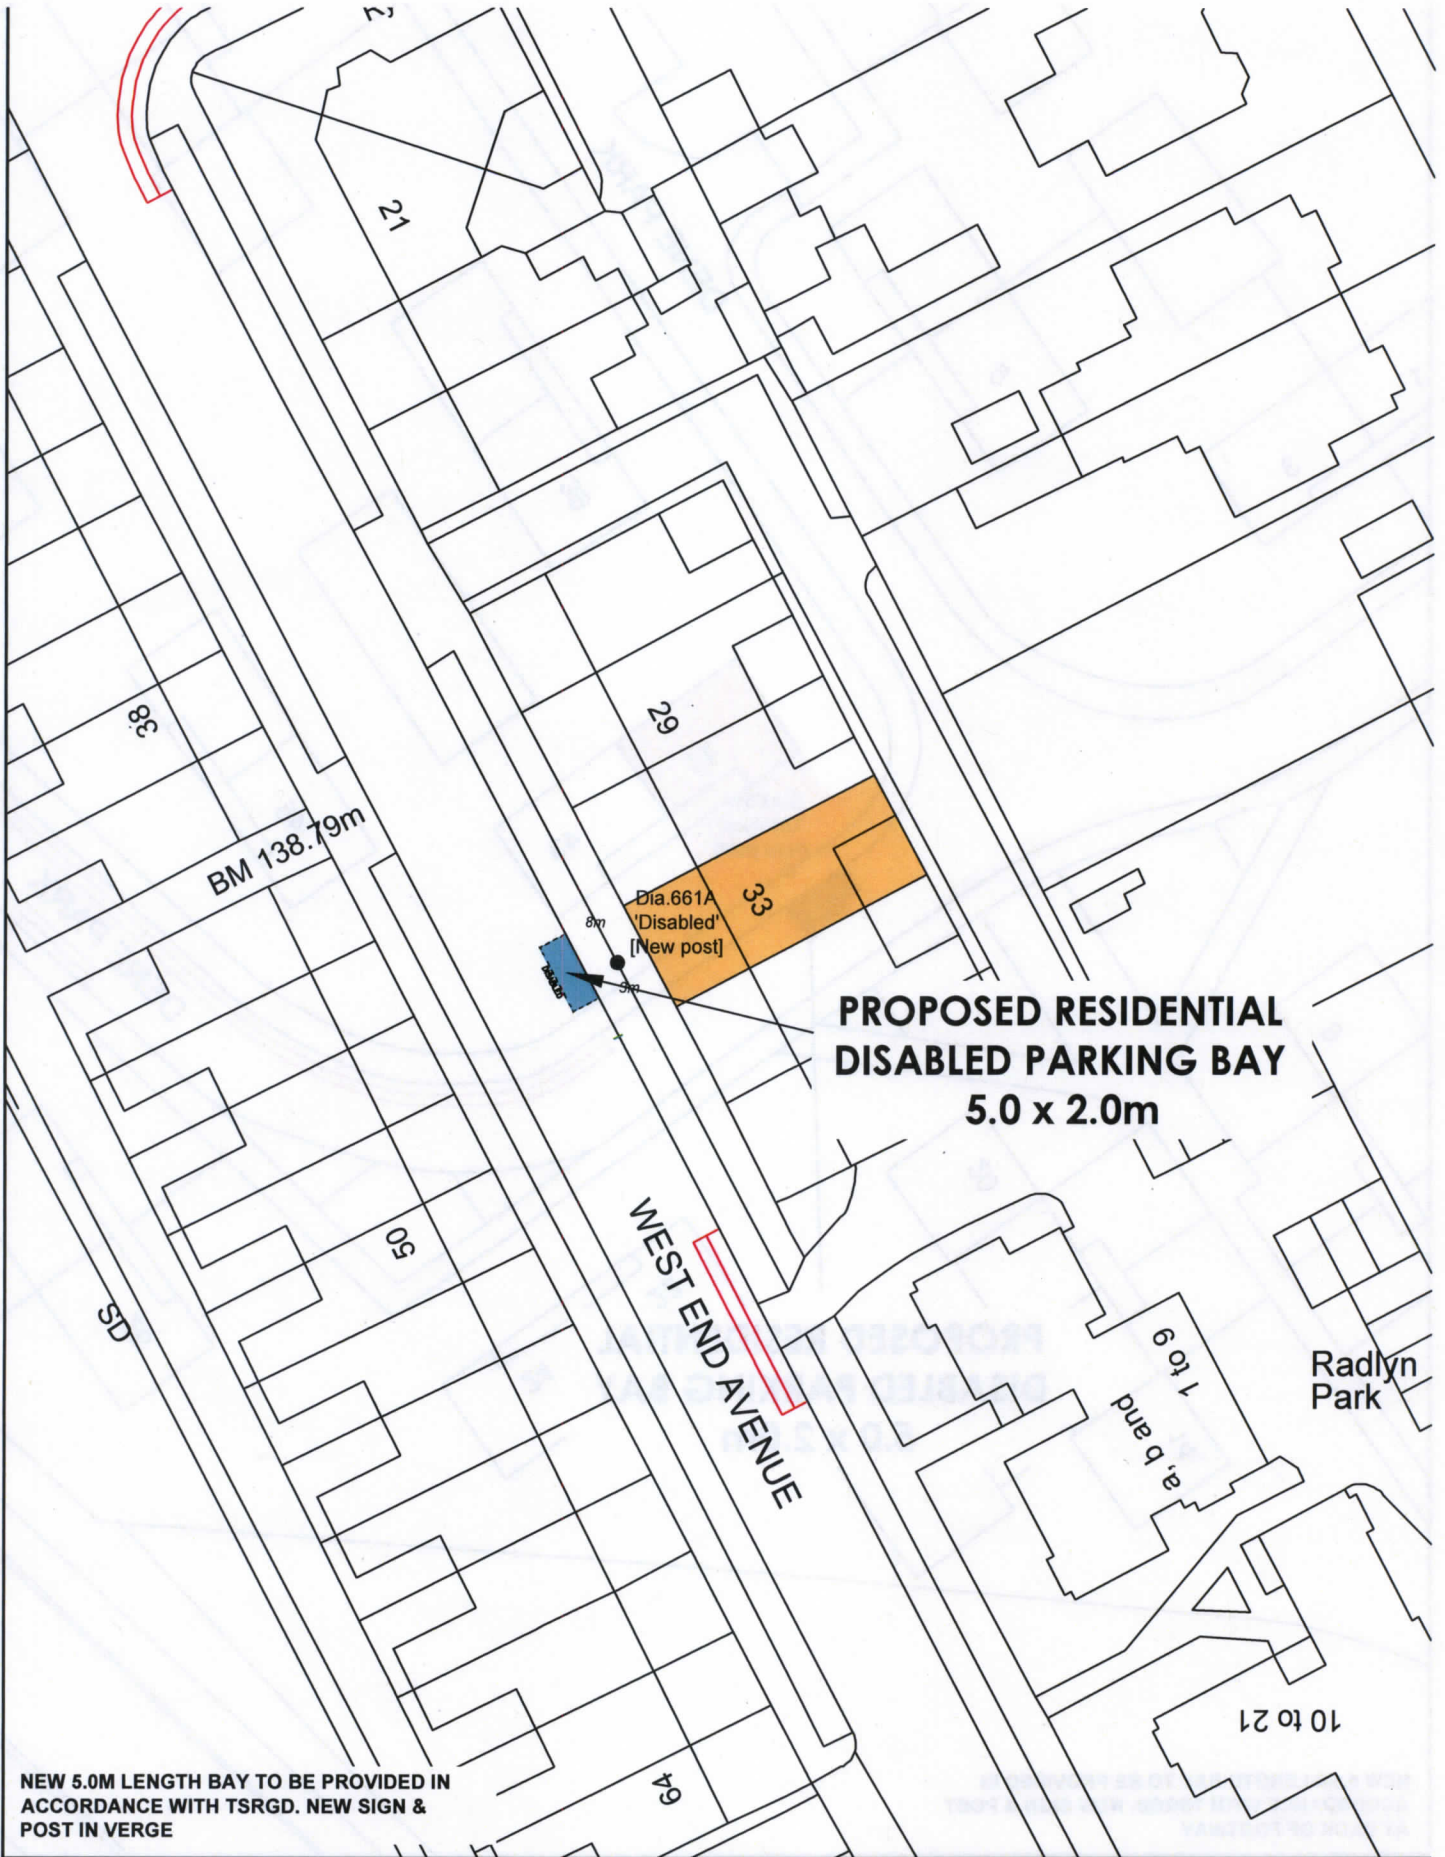 21
29
38
BM 138.79m
Dia.661A
'Disabled'
[New post]
33
8m
9m
PROPOSED RESIDENTIAL
DISABLED PARKING BAY
5.0 x 2.0m
50
SD
WEST END AVENUE
1 to 9
a, b and
Radlyn
Park
10 to 21
64
NEW 5.0M LENGTH BAY TO BE PROVIDED IN
ACCORDANCE WITH TSRGD. NEW SIGN &
POST IN VERGE